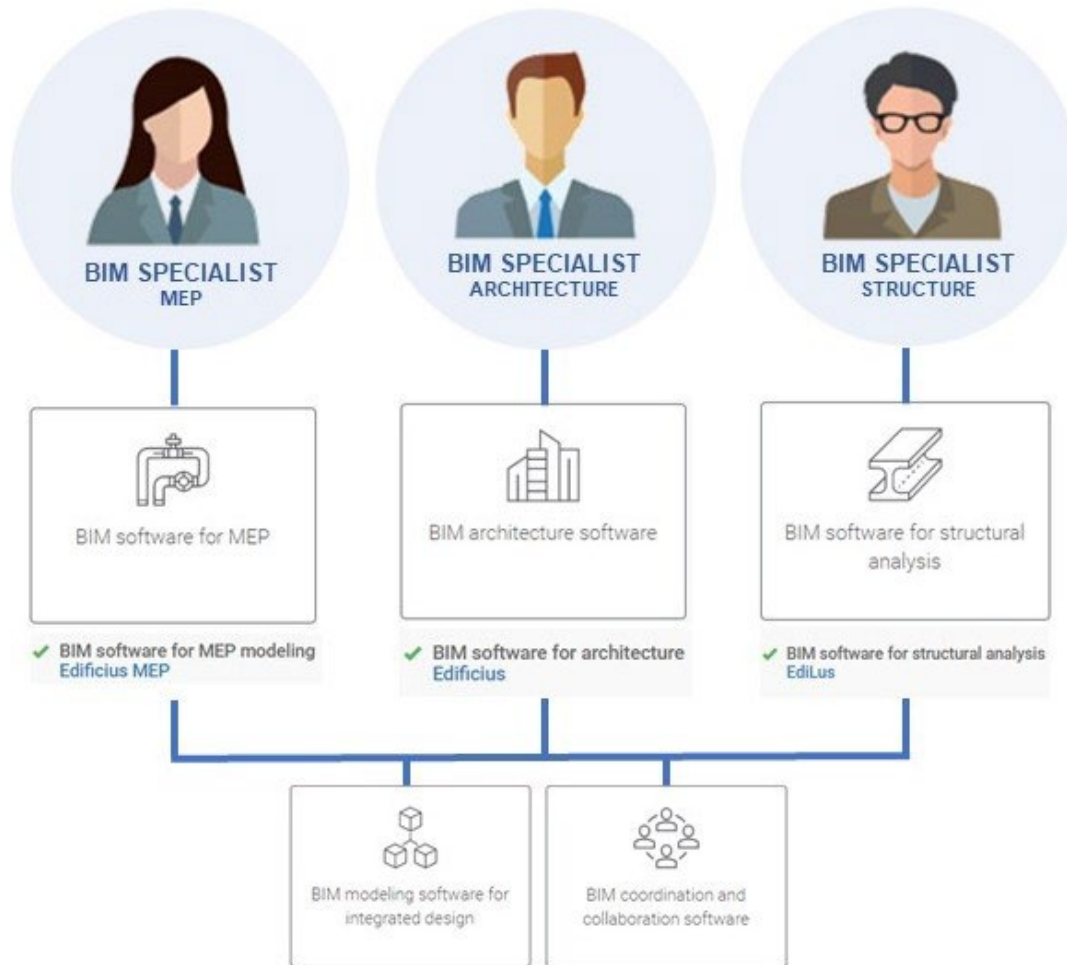 BIM SPECIALIST
MEP
BIM SPECIALIST
ARCHITECTURE
BIM SPECIALIST
STRUCTURE
BIM software for MEP
BIM architecture software
BIM software for structural
analysis
BIM software for MEP modeling
Edificius MEP
BIM software for architecture
Edificius
BIM software for structural analysis
EdiLus
BIM modeling software for
integrated design
BIM coordination and
collaboration software